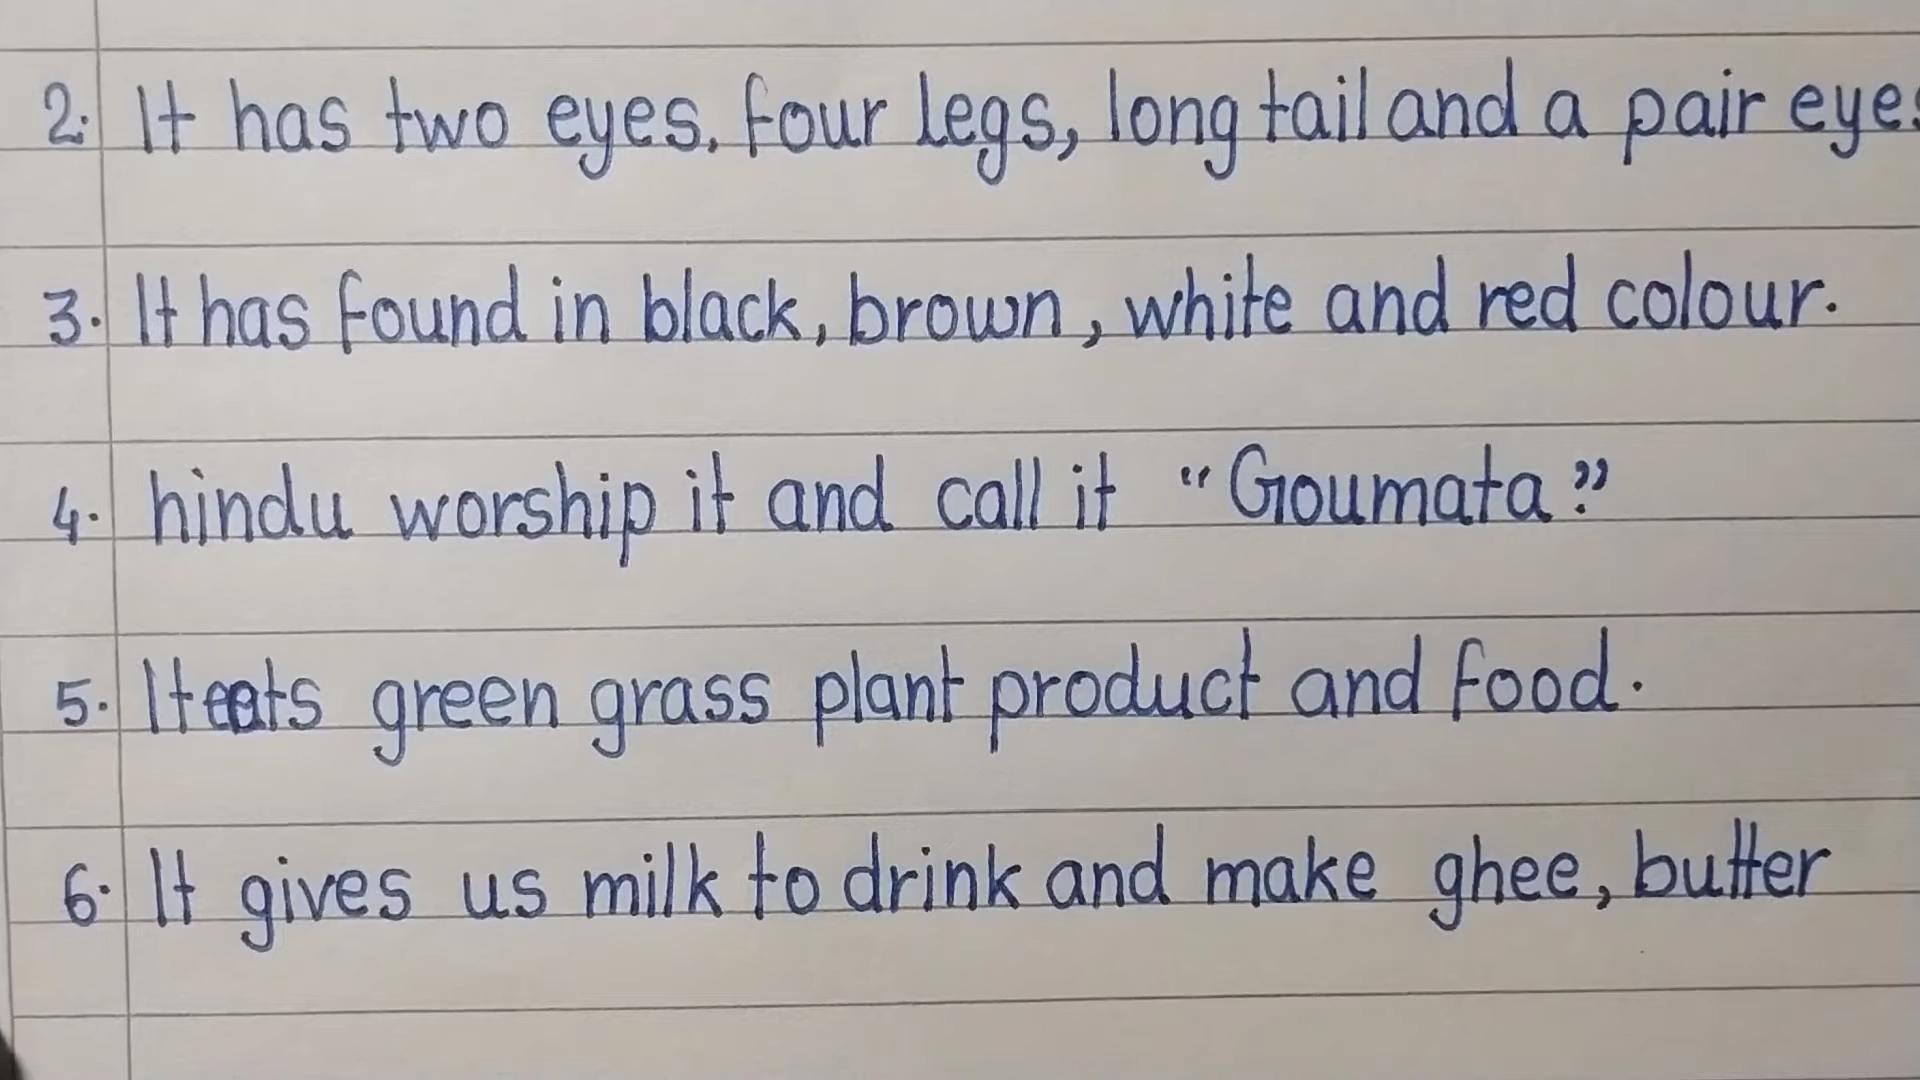 2. It has two eyes, four legs, long tail and a pair eyes
3. It has found in black, brown, white and red colour.
4. hindu worship it and call it "Goumata."
5. It eats green grass plant product and food.
6. It gives us milk to drink and make ghee, butter